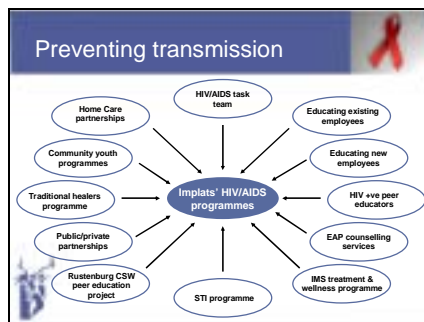 Preventing transmission
HIV/AIDS task
team
Home Care
partnerships
Educating existing
employees
Community youth
programmes
Educating new
employees
Implats' HIV/AIDS
programmes
Traditional healers
programme
HIV +ve peer
educators
Public/private
partnerships
EAP counselling
services
Rustenburg CSW
peer education
project
STI programme
IMS treatment &
wellness programme